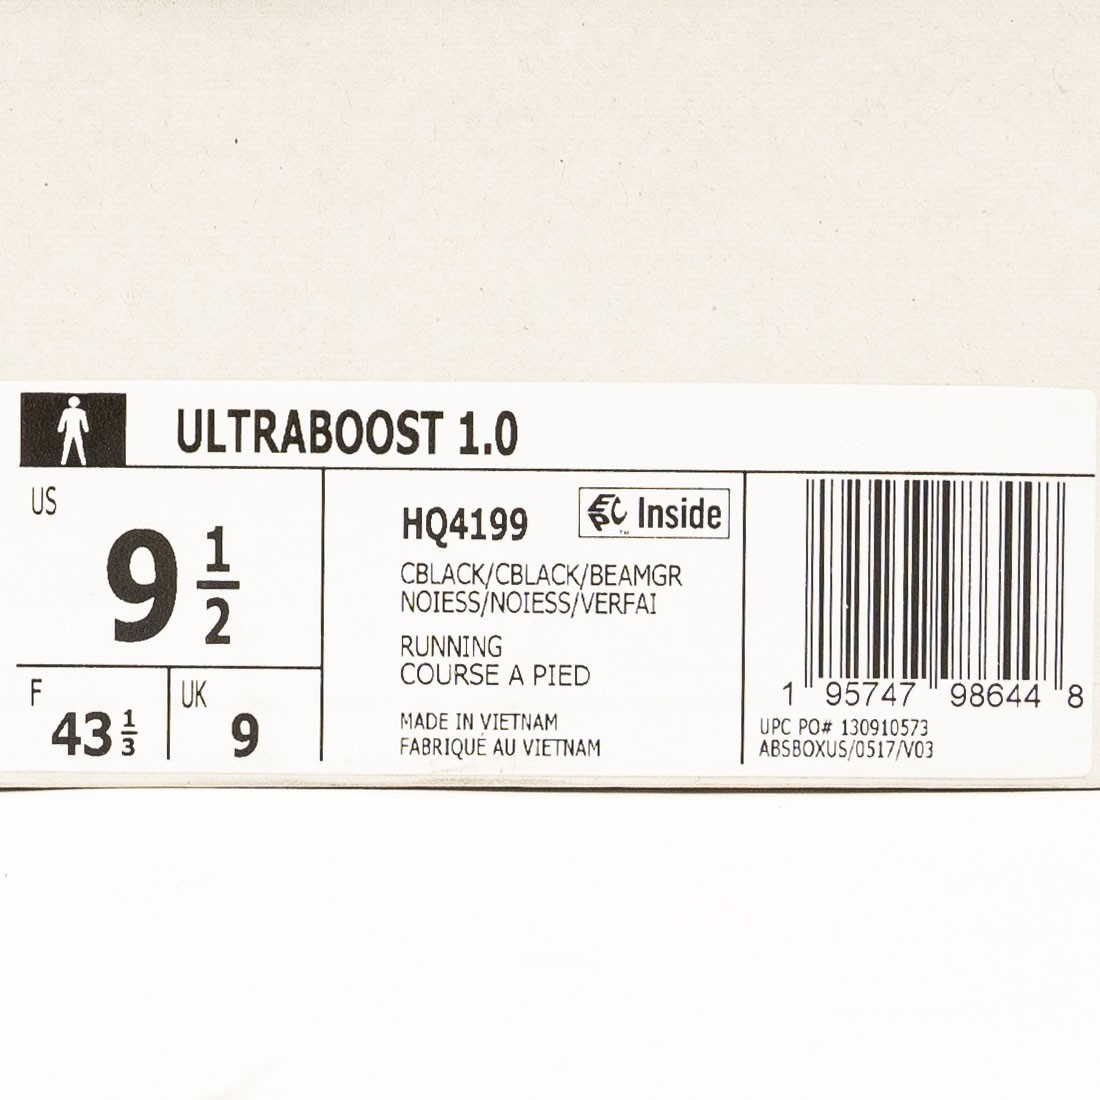 ULTRABOOST 1.0
US
9 1/2
F
43 1/3
UK
9
HQ4199
EPC Inside
™
CBLACK/CBLACK/BEAMGR
NOIESS/NOIESS/VERFAI
RUNNING
COURSE A PIED
MADE IN VIETNAM
FABRIQUÉ AU VIETNAM
1 95747 98644 8
UPC PO# 130910573
ABSBOXUS/0517/V03